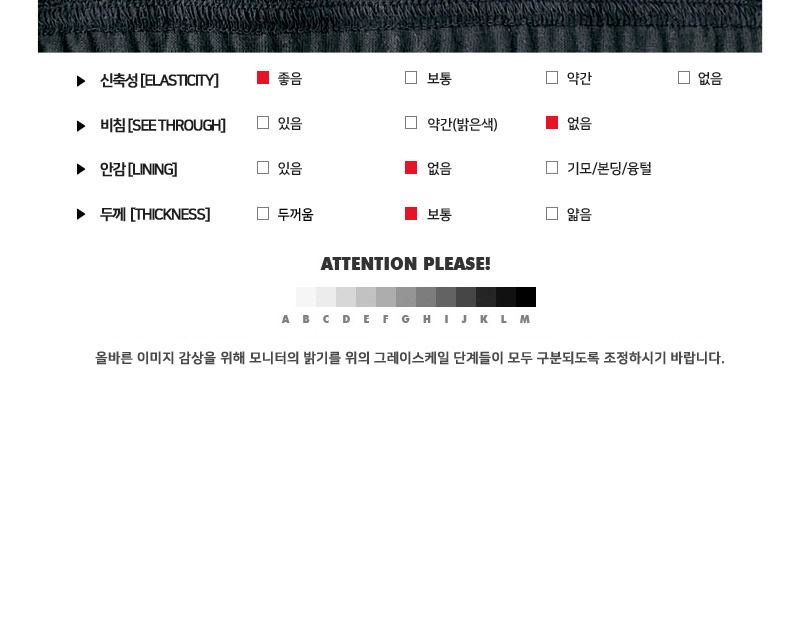 ▶ 신축성 [ELASTICITY] ■ 좋음 □ 보통 □ 약간 □ 없음
▶ 비침 [SEE THROUGH] □ 있음 □ 약간(밝은색) ■ 없음
▶ 안감 [LINING] □ 있음 ■ 없음 □ 기모/본딩/융털
▶ 두께 [THICKNESS] □ 두꺼움 ■ 보통 □ 얇음
ATTENTION PLEASE!
A B C D E F G H I J K L M
올바른 이미지 감상을 위해 모니터의 밝기를 위의 그레이스케일 단계들이 모두 구분되도록 조정하시기 바랍니다.